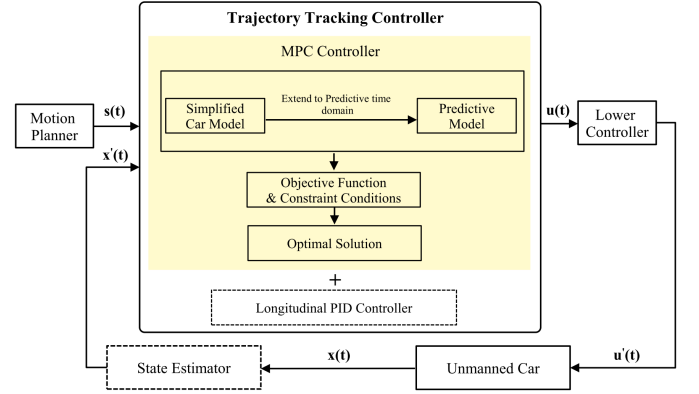 Trajectory Tracking Controller
MPC Controller
Simplified
Car Model
Extend to Predictive time
domain
Predictive
Model
Objective Function
& Constraint Conditions
Optimal Solution
+
Longitudinal PID Controller
Motion
Planner
s(t)
x'(t)
u(t)
Lower
Controller
u'(t)
Unmanned Car
x(t)
State Estimator